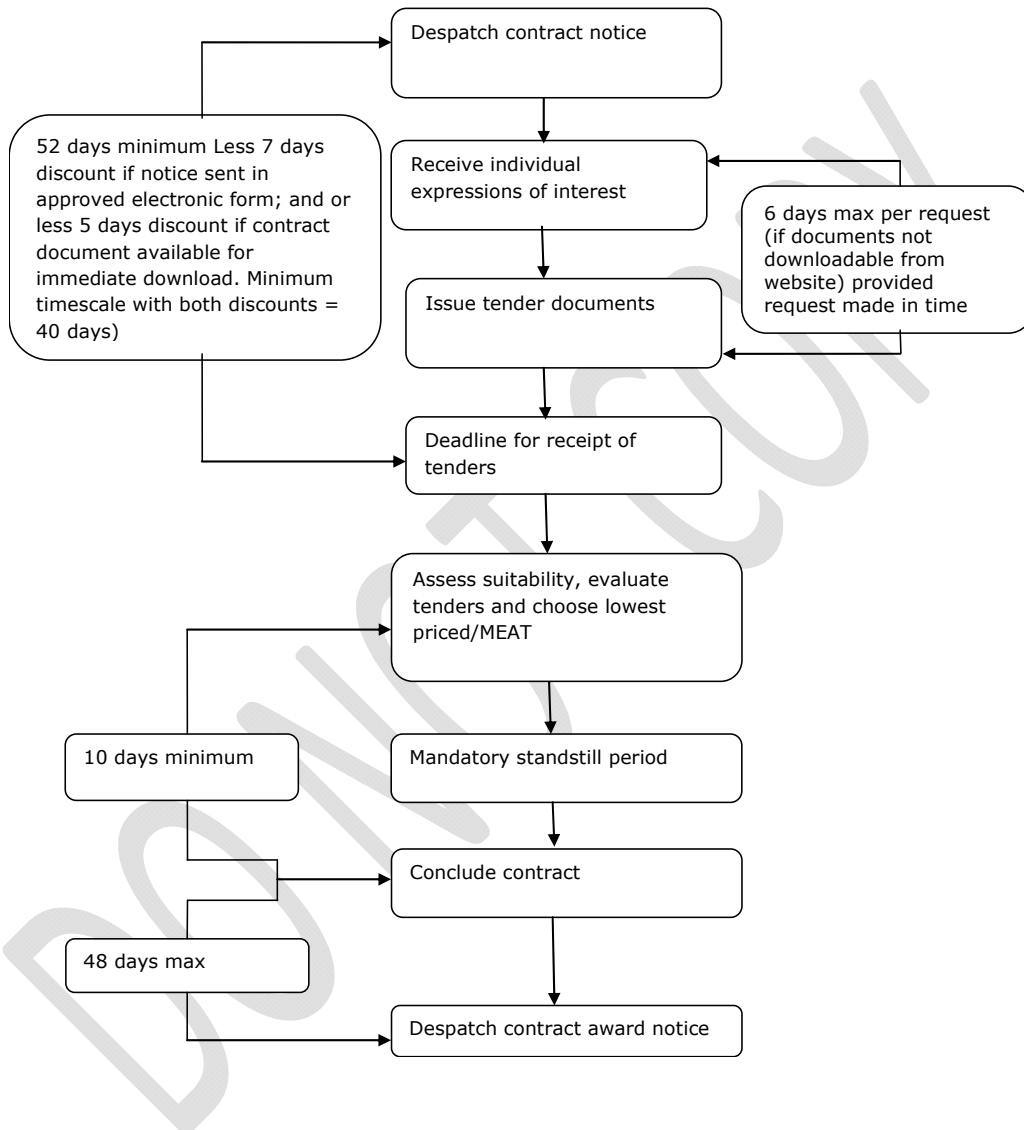 Despatch contract notice
52 days minimum Less 7 days
discount if notice sent in
approved electronic form; and or
less 5 days discount if contract
document available for
immediate download. Minimum
timescale with both discounts =
40 days)
Receive individual
expressions of interest
6 days max per request
(if documents not
downloadable from
website) provided
request made in time
Issue tender documents
Deadline for receipt of
tenders
Assess suitability, evaluate
tenders and choose lowest
priced/MEAT
10 days minimum
Mandatory standstill period
Conclude contract
48 days max
Despatch contract award notice
DO NOT COPY